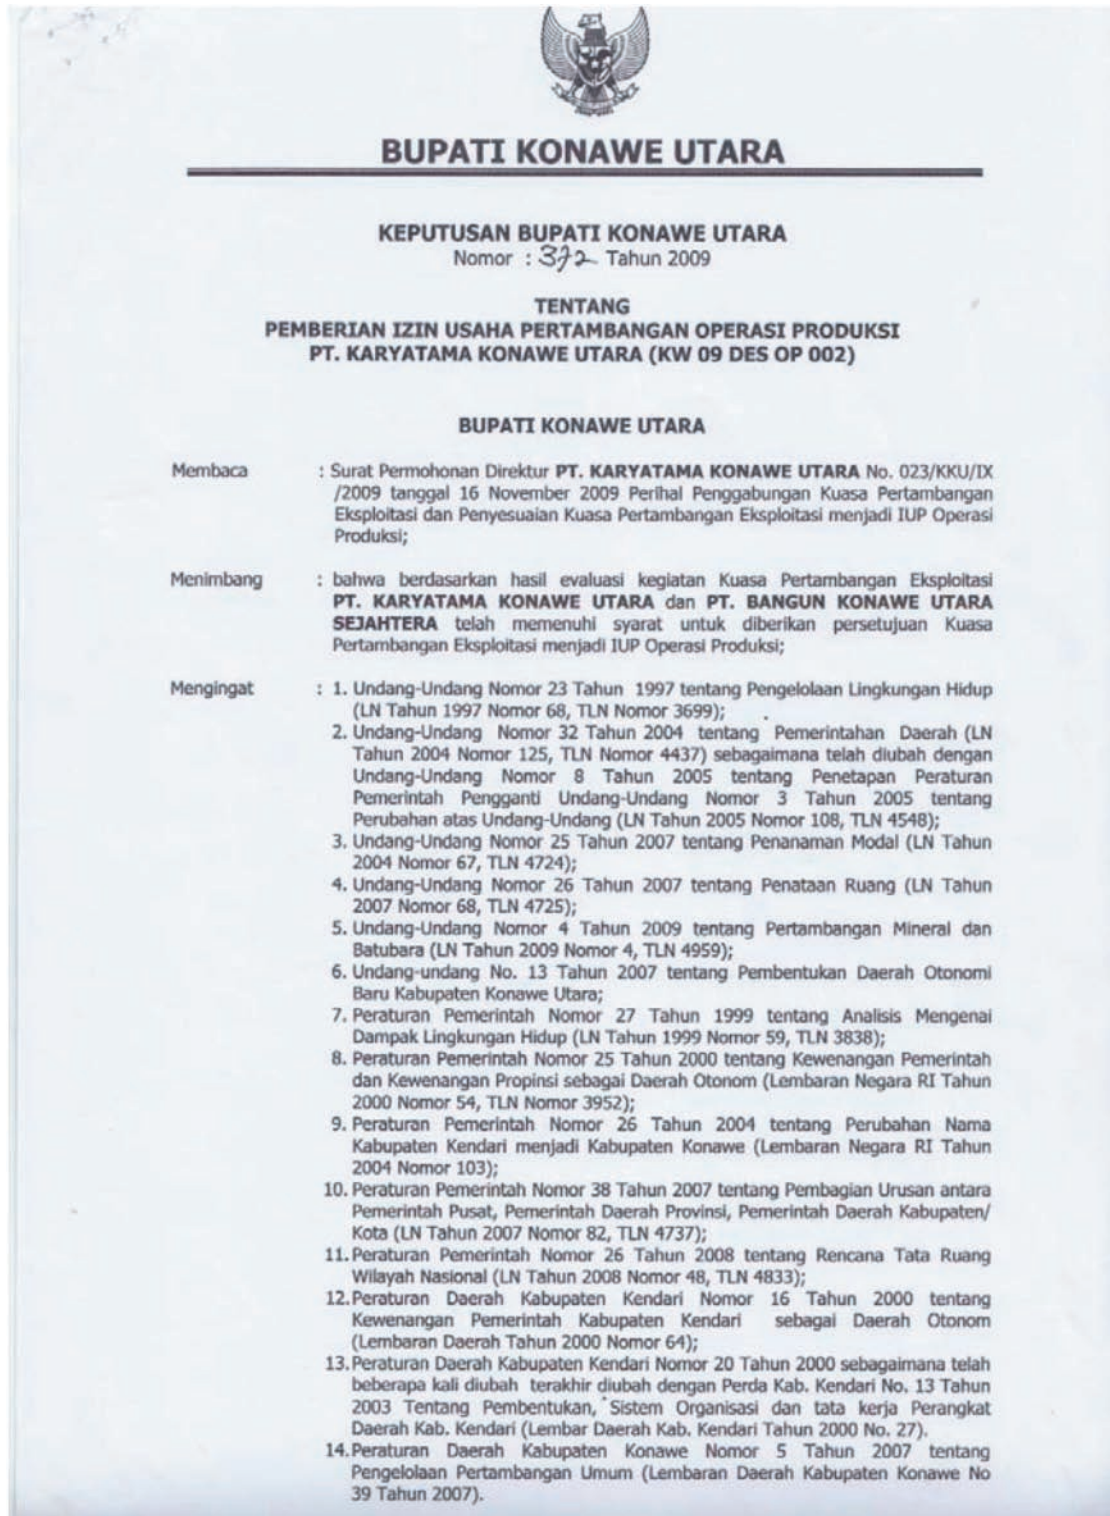 BUPATI KONAWE UTARA
KEPUTUSAN BUPATI KONAWE UTARA
Nomor : 372 Tahun 2009
TENTANG
PEMBERIAN IZIN USAHA PERTAMBANGAN OPERASI PRODUKSI
PT. KARYATAMA KONAWE UTARA (KW 09 DES OP 002)
BUPATI KONAWE UTARA
Membaca : Surat Permohonan Direktur PT. KARYATAMA KONAWE UTARA No. 023/KKU/IX
/2009 tanggal 16 November 2009 Perihal Penggabungan Kuasa Pertambangan
Eksploitasi dan Penyesuaian Kuasa Pertambangan Eksploitasi menjadi IUP Operasi
Produksi;
Menimbang : bahwa berdasarkan hasil evaluasi kegiatan Kuasa Pertambangan Eksploitasi
PT. KARYATAMA KONAWE UTARA dan PT. BANGUN KONAWE UTARA
SEJAHTERA telah memenuhi syarat untuk diberikan persetujuan Kuasa
Pertambangan Eksploitasi menjadi IUP Operasi Produksi;
Mengingat : 1. Undang-Undang Nomor 23 Tahun 1997 tentang Pengelolaan Lingkungan Hidup
(LN Tahun 1997 Nomor 68, TLN Nomor 3699);
2. Undang-Undang Nomor 32 Tahun 2004 tentang Pemerintahan Daerah (LN
Tahun 2004 Nomor 125, TLN Nomor 4437) sebagaimana telah diubah dengan
Undang-Undang Nomor 8 Tahun 2005 tentang Penetapan Peraturan
Pemerintah Pengganti Undang-Undang Nomor 3 Tahun 2005 tentang
Perubahan atas Undang-Undang (LN Tahun 2005 Nomor 108, TLN 4548);
3. Undang-Undang Nomor 25 Tahun 2007 tentang Penanaman Modal (LN Tahun
2004 Nomor 67, TLN 4724);
4. Undang-Undang Nomor 26 Tahun 2007 tentang Penataan Ruang (LN Tahun
2007 Nomor 68, TLN 4725);
5. Undang-Undang Nomor 4 Tahun 2009 tentang Pertambangan Mineral dan
Batubara (LN Tahun 2009 Nomor 4, TLN 4959);
6. Undang-undang No. 13 Tahun 2007 tentang Pembentukan Daerah Otonomi
Baru Kabupaten Konawe Utara;
7. Peraturan Pemerintah Nomor 27 Tahun 1999 tentang Analisis Mengenai
Dampak Lingkungan Hidup (LN Tahun 1999 Nomor 59, TLN 3838);
8. Peraturan Pemerintah Nomor 25 Tahun 2000 tentang Kewenangan Pemerintah
dan Kewenangan Propinsi sebagai Daerah Otonom (Lembaran Negara RI Tahun
2000 Nomor 54, TLN Nomor 3952);
9. Peraturan Pemerintah Nomor 26 Tahun 2004 tentang Perubahan Nama
Kabupaten Kendari menjadi Kabupaten Konawe (Lembaran Negara RI Tahun
2004 Nomor 103);
10. Peraturan Pemerintah Nomor 38 Tahun 2007 tentang Pembagian Urusan antara
Pemerintah Pusat, Pemerintah Daerah Provinsi, Pemerintah Daerah Kabupaten/
Kota (LN Tahun 2007 Nomor 82, TLN 4737);
11. Peraturan Pemerintah Nomor 26 Tahun 2008 tentang Rencana Tata Ruang
Wilayah Nasional (LN Tahun 2008 Nomor 48, TLN 4833);
12. Peraturan Daerah Kabupaten Kendari Nomor 16 Tahun 2000 tentang
Kewenangan Pemerintah Kabupaten Kendari sebagai Daerah Otonom
(Lembaran Daerah Tahun 2000 Nomor 64);
13. Peraturan Daerah Kabupaten Kendari Nomor 20 Tahun 2000 sebagaimana telah
beberapa kali diubah terakhir diubah dengan Perda Kab. Kendari No. 13 Tahun
2003 Tentang Pembentukan, Sistem Organisasi dan tata kerja Perangkat
Daerah Kab. Kendari (Lembar Daerah Kab. Kendari Tahun 2000 No. 27).
14. Peraturan Daerah Kabupaten Konawe Nomor 5 Tahun 2007 tentang
Pengelolaan Pertambangan Umum (Lembaran Daerah Kabupaten Konawe No
39 Tahun 2007).